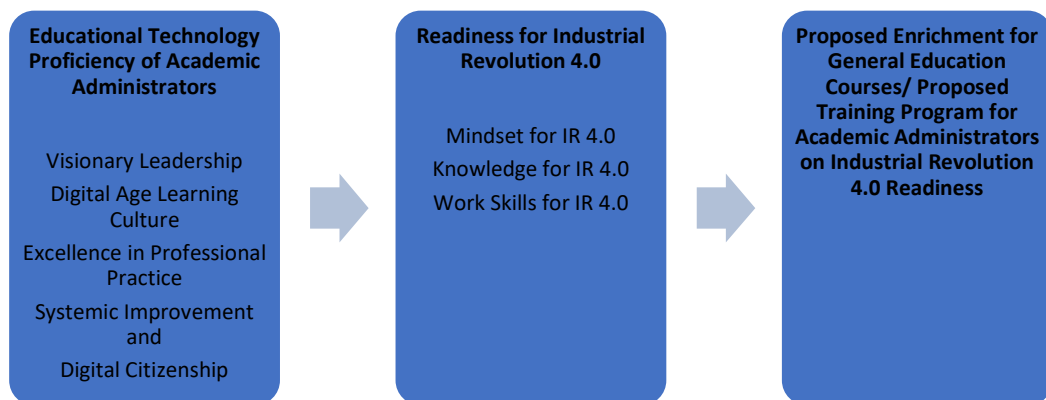 Educational Technology
Proficiency of Academic
Administrators
Visionary Leadership
Digital Age Learning
Culture
Excellence in Professional
Practice
Systemic Improvement
and
Digital Citizenship
Readiness for Industrial
Revolution 4.0
Mindset for IR 4.0
Knowledge for IR 4.0
Work Skills for IR 4.0
Proposed Enrichment for
General Education
Courses/ Proposed
Training Program for
Academic Administrators
on Industrial Revolution
4.0 Readiness